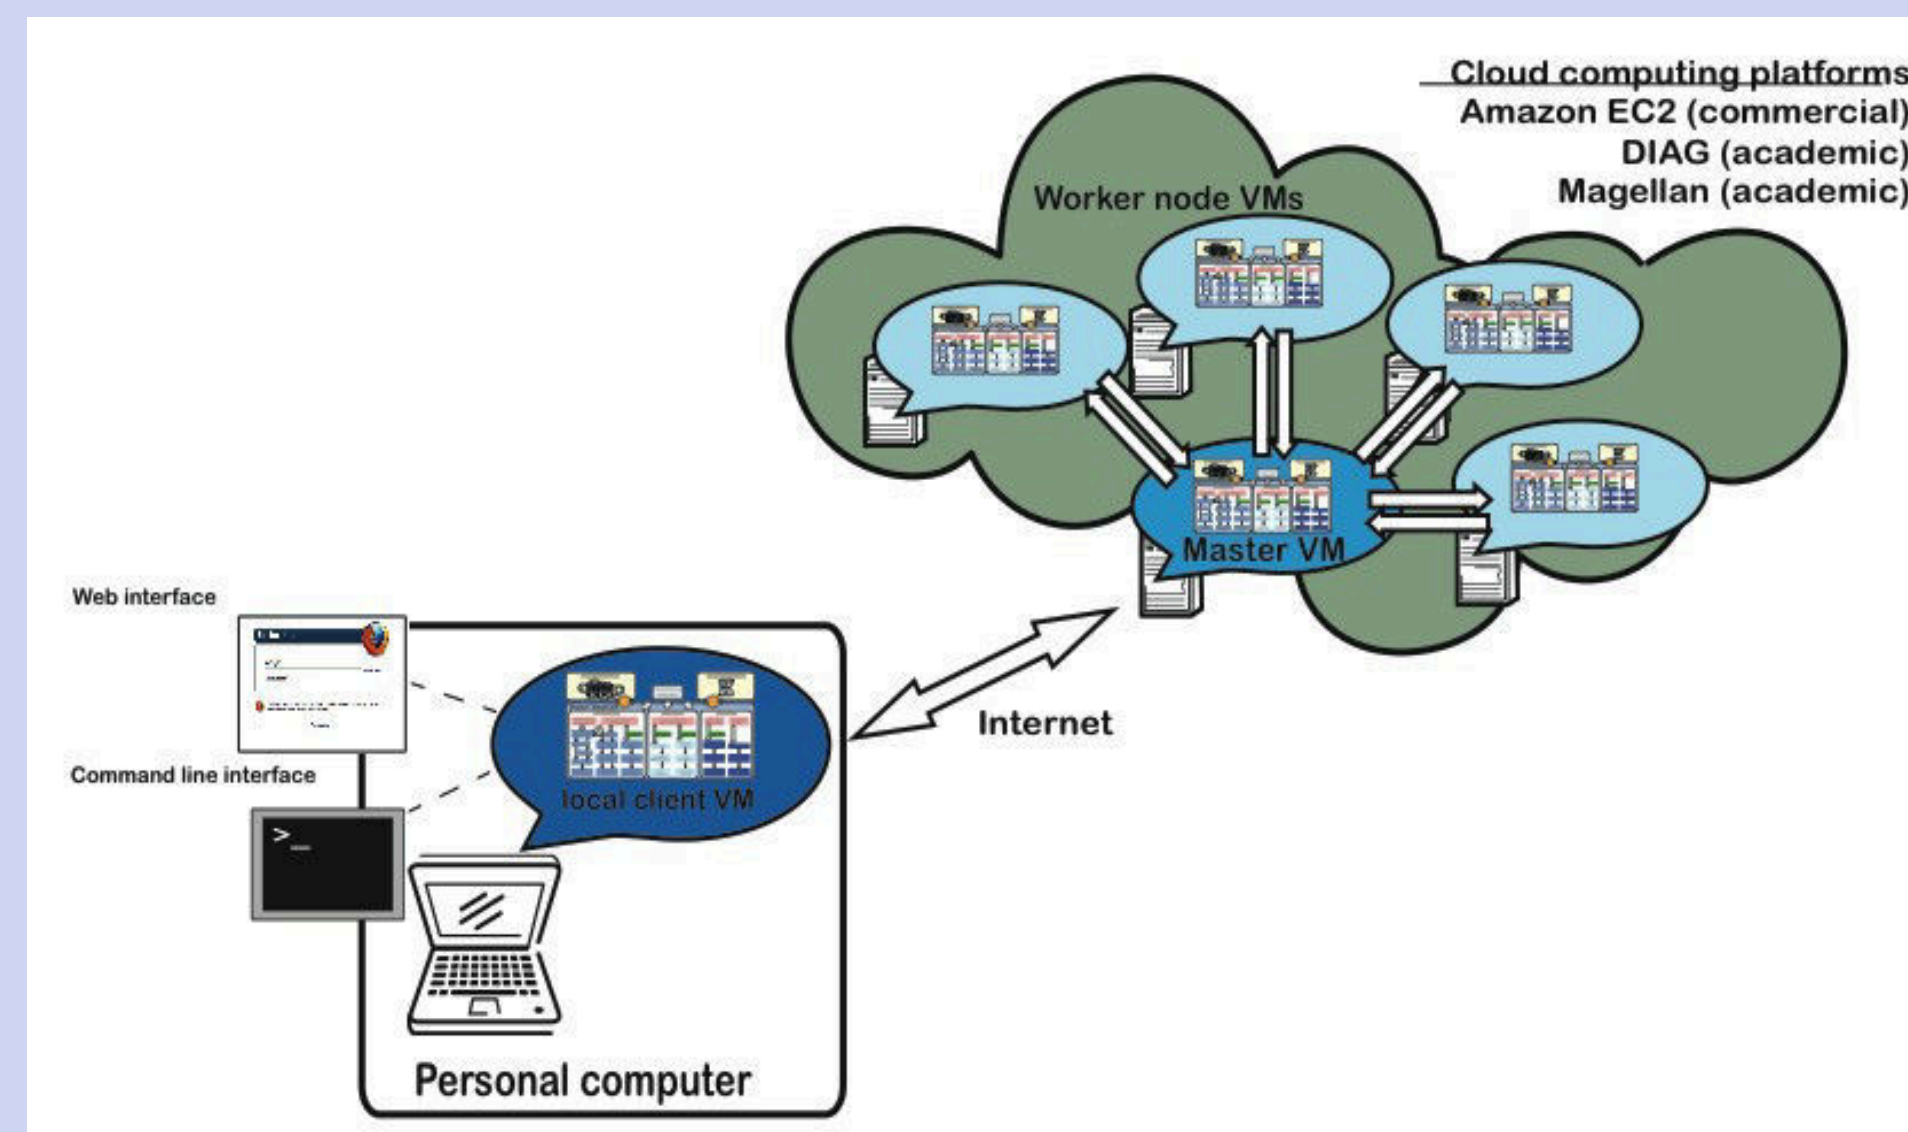 Cloud computing platforms
Amazon EC2 (commercial)
DIAG (academic)
Magellan (academic)
Worker node VMs
Master VM
Web interface
Internet
Command line interface
local client VM
>_
Personal computer